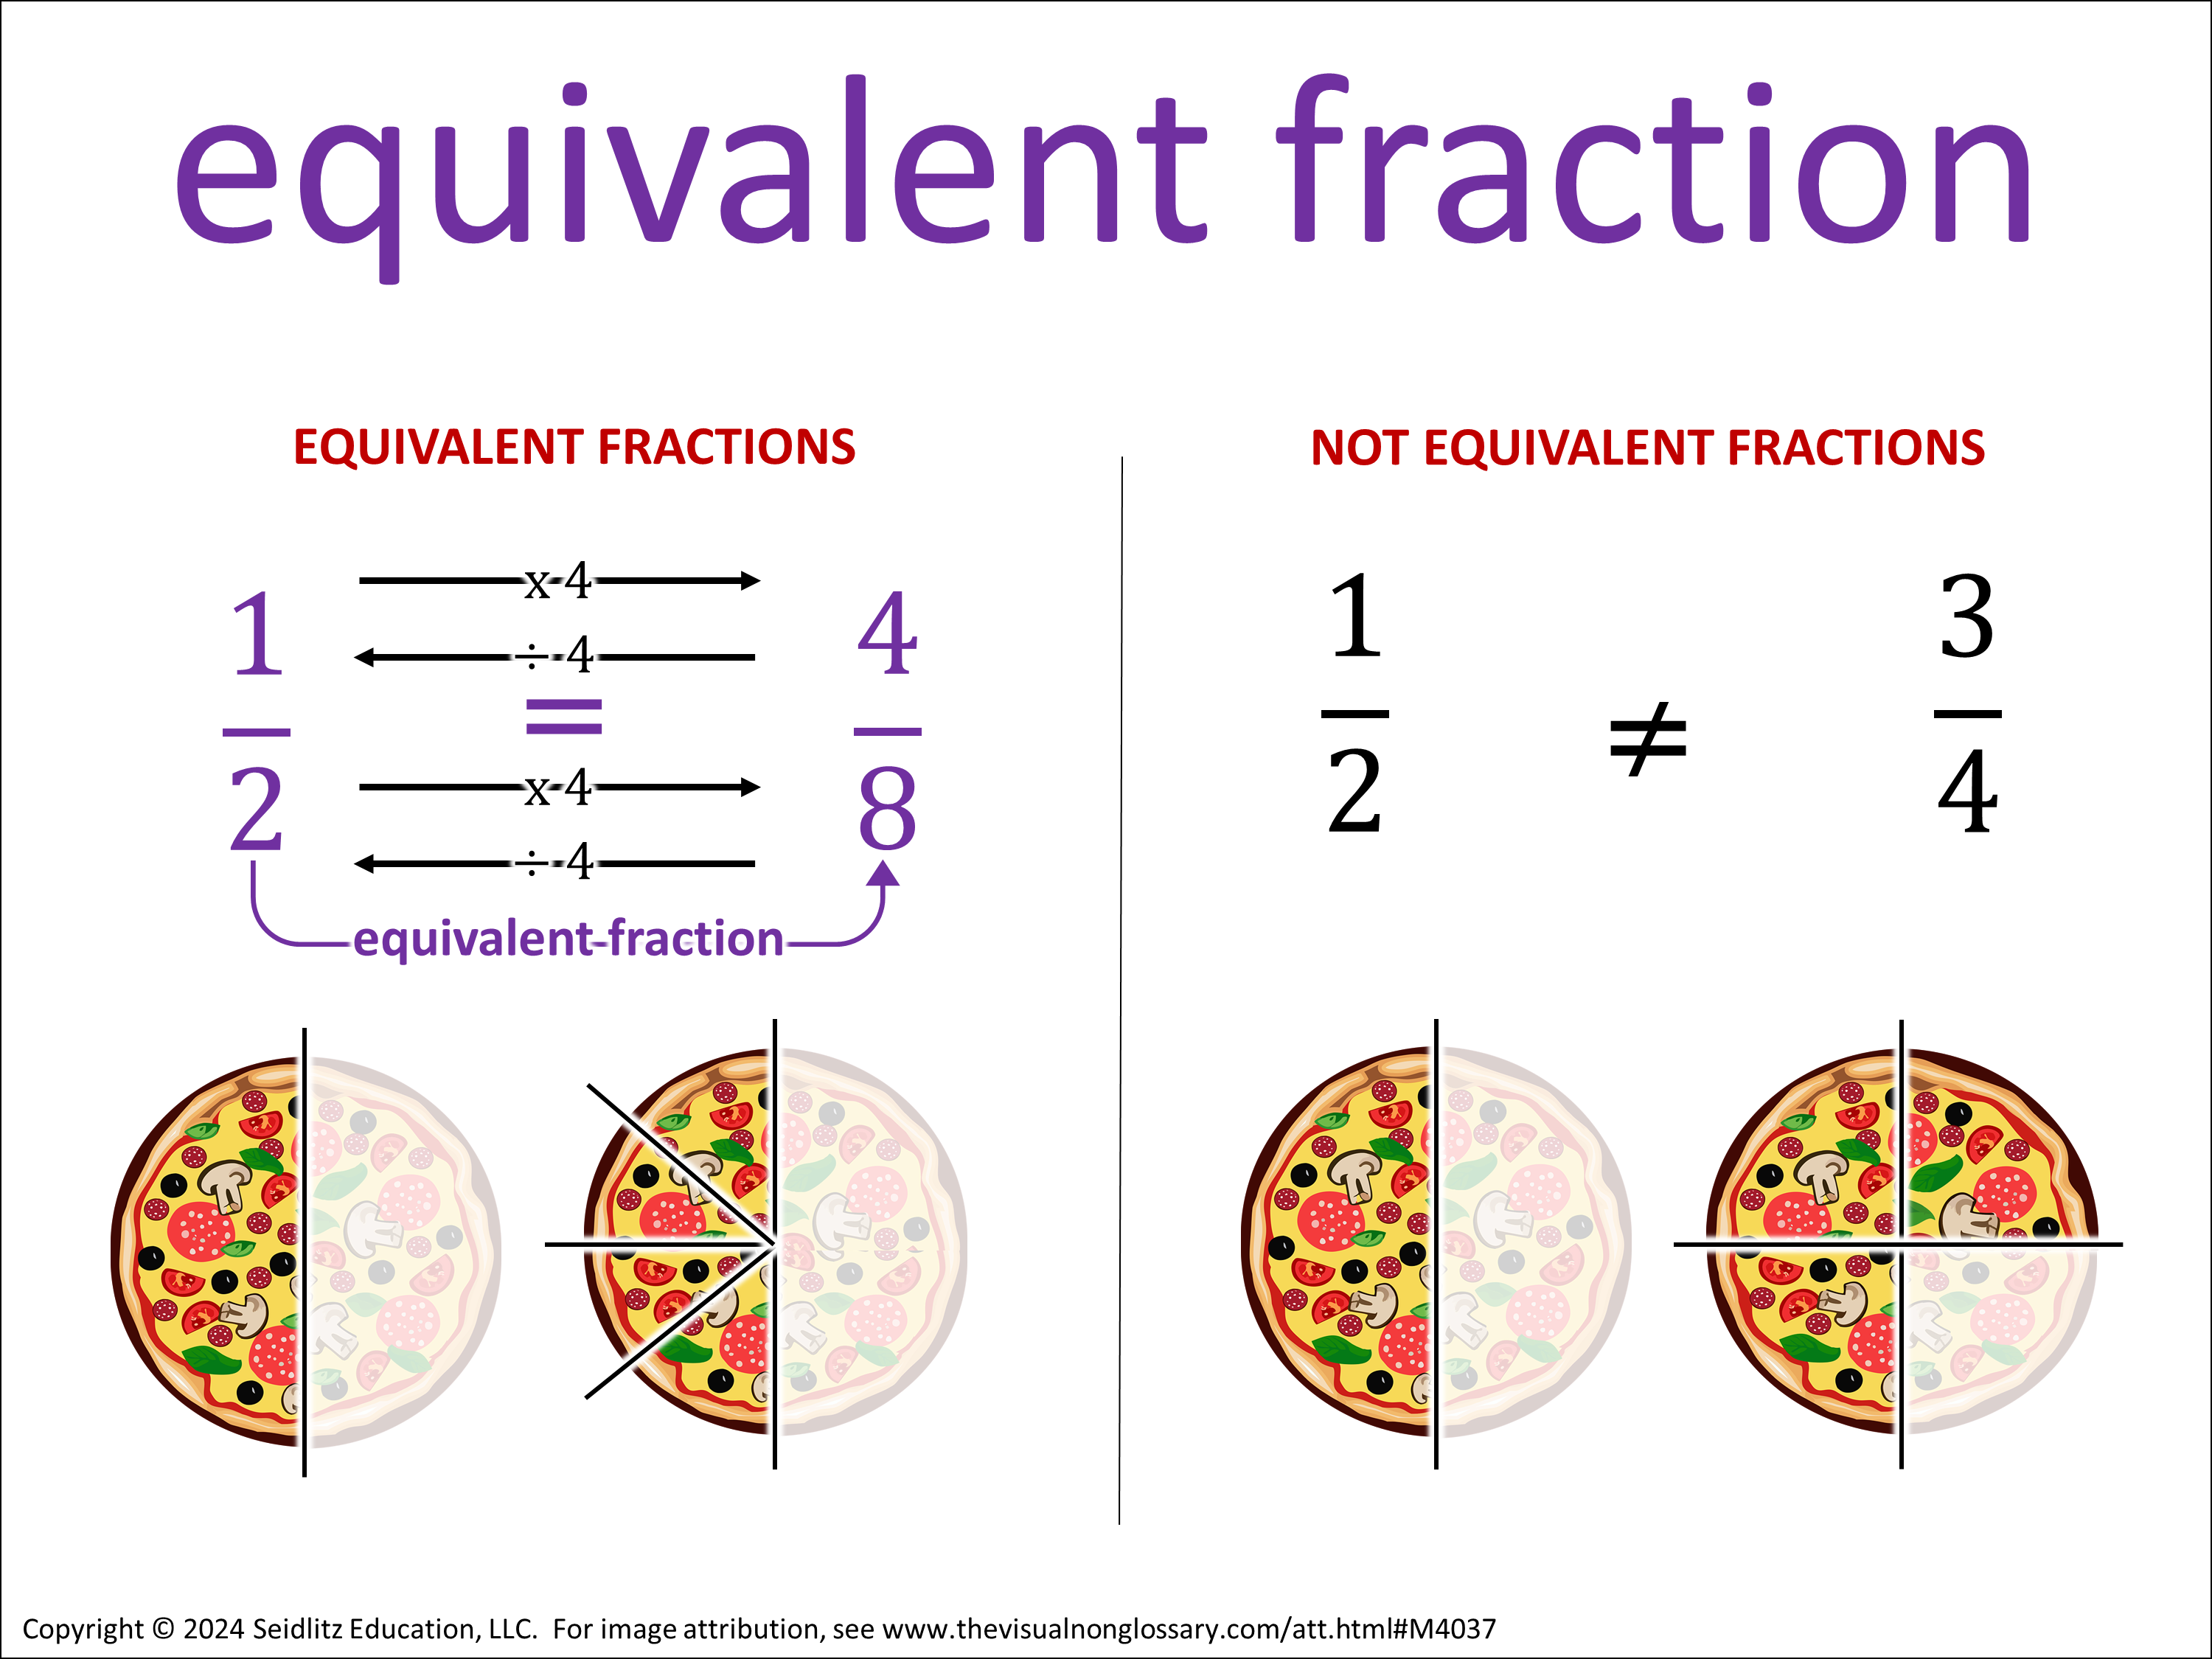 equivalent fraction
EQUIVALENT FRACTIONS
1
2
x 4
÷ 4
=
x 4
÷ 4
4
8
equivalent fraction
NOT EQUIVALENT FRACTIONS
1
2
≠
3
4
Copyright © 2024 Seidlitz Education, LLC.  For image attribution, see www.thevisualnonglossary.com/att.html#M4037